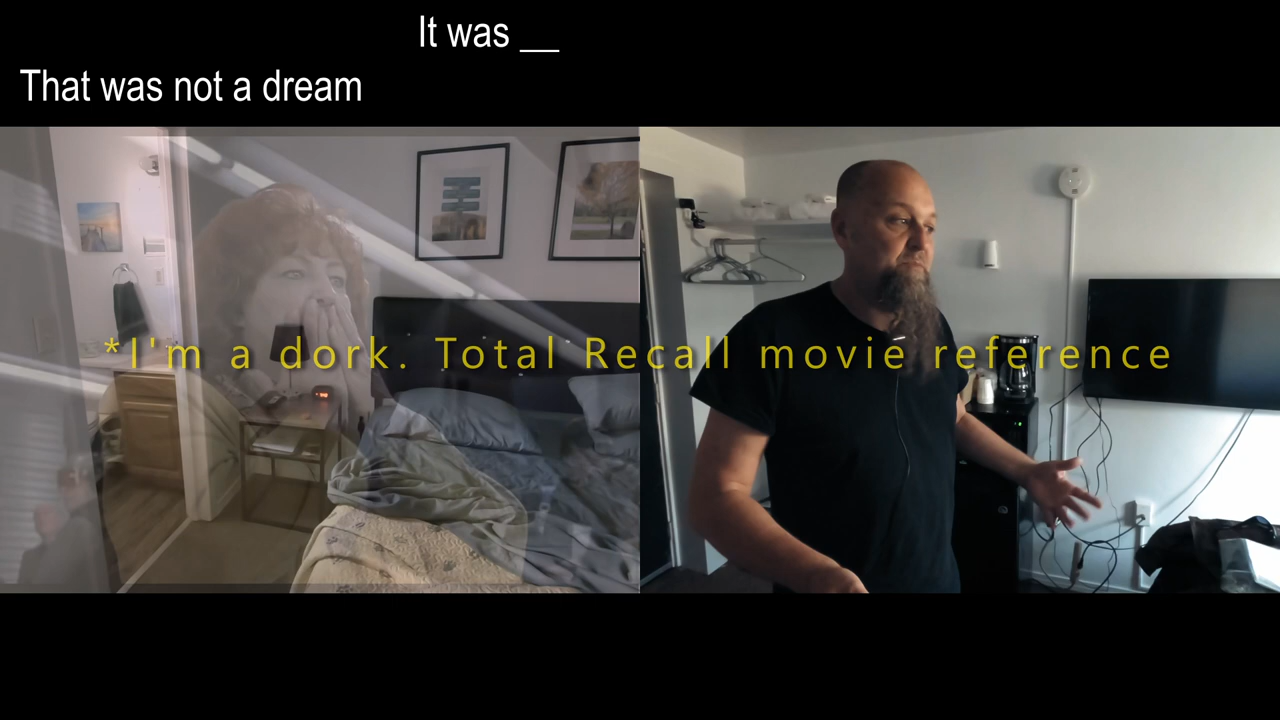 It was __
That was not a dream
*I'm a dork. Total Recall movie reference